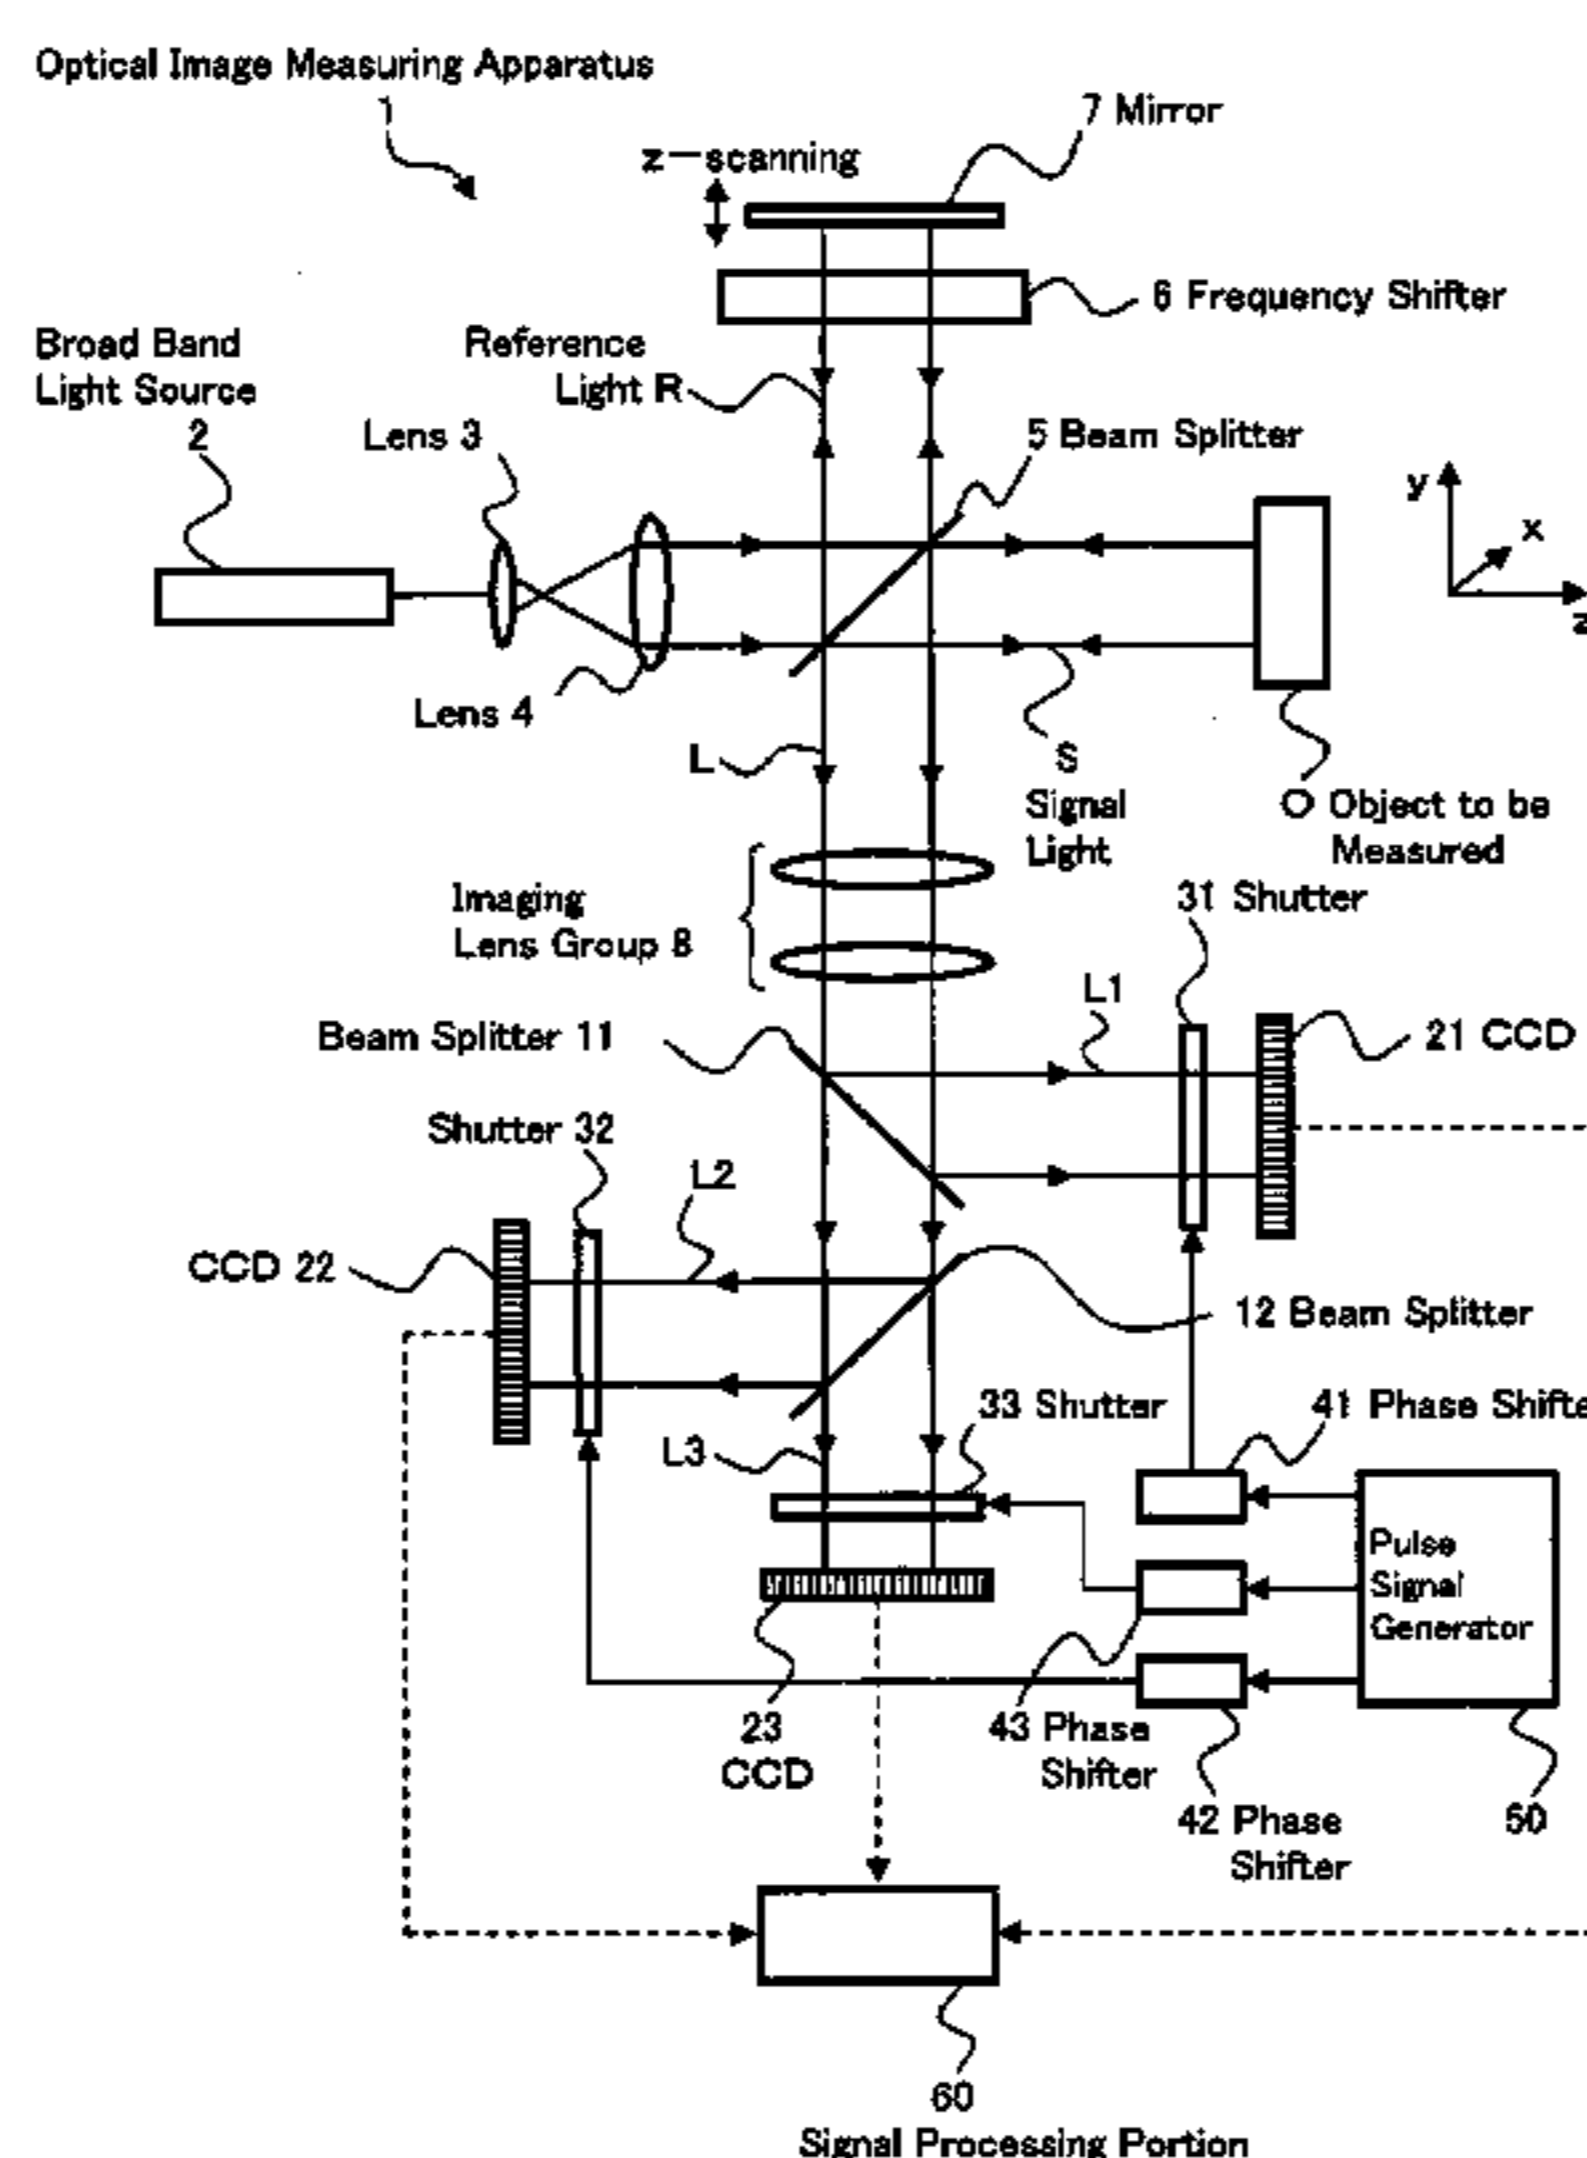 Optical Image Measuring Apparatus
1
7 Mirror
z-scanning
6 Frequency Shifter
Broad Band
Light Source
2
Reference
Light R
Lens 3
5 Beam Splitter
y
x
z
Lens 4
L
S
Signal
Light
O Object to be
Measured
Imaging
Lens Group 8
31 Shutter
L1
Beam Splitter 11
21 CCD
Shutter 32
L2
CCD 22
12 Beam Splitter
33 Shutter
41 Phase Shifte
L3
Pulse
Signal
Generator
23
CCD
43 Phase
Shifter
42 Phase
Shifter
50
60
Signal Processing Portion